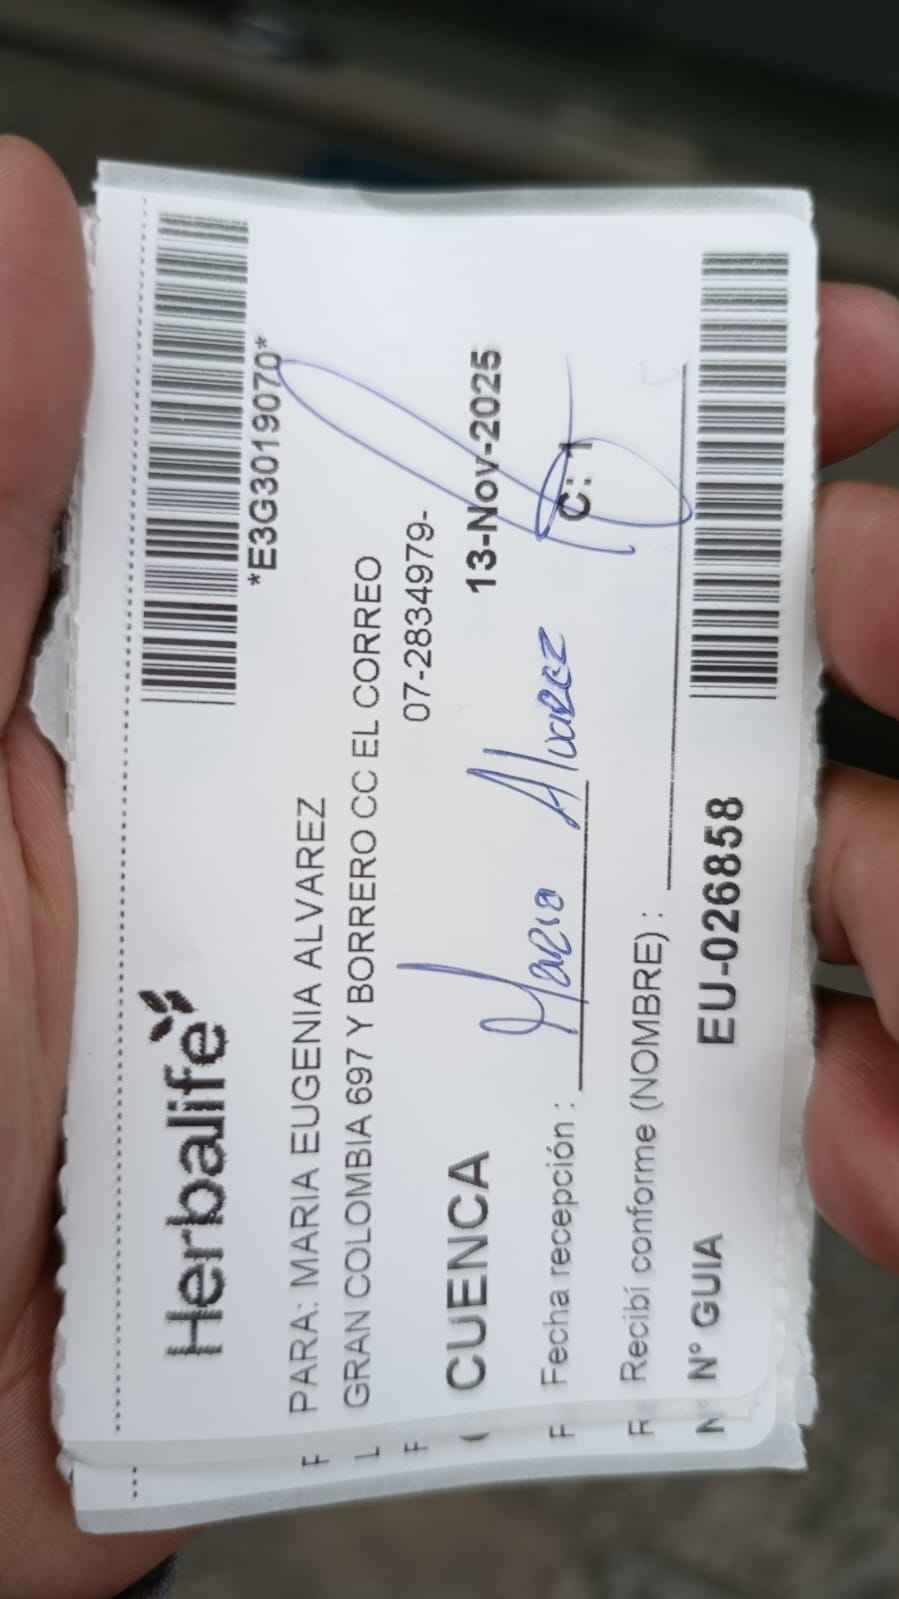 Herbalife
*E3G3019070*
PARA: MARIA EUGENIA ALVAREZ
GRAN COLOMBIA 697 Y BORRERO CC EL CORREO
07-2834979-
CUENCA
13-Nov-2025
Fecha recepción :
C: 1
Alvarez
Recibí conforme (NOMBRE) :
N° GUIA
EU-026858